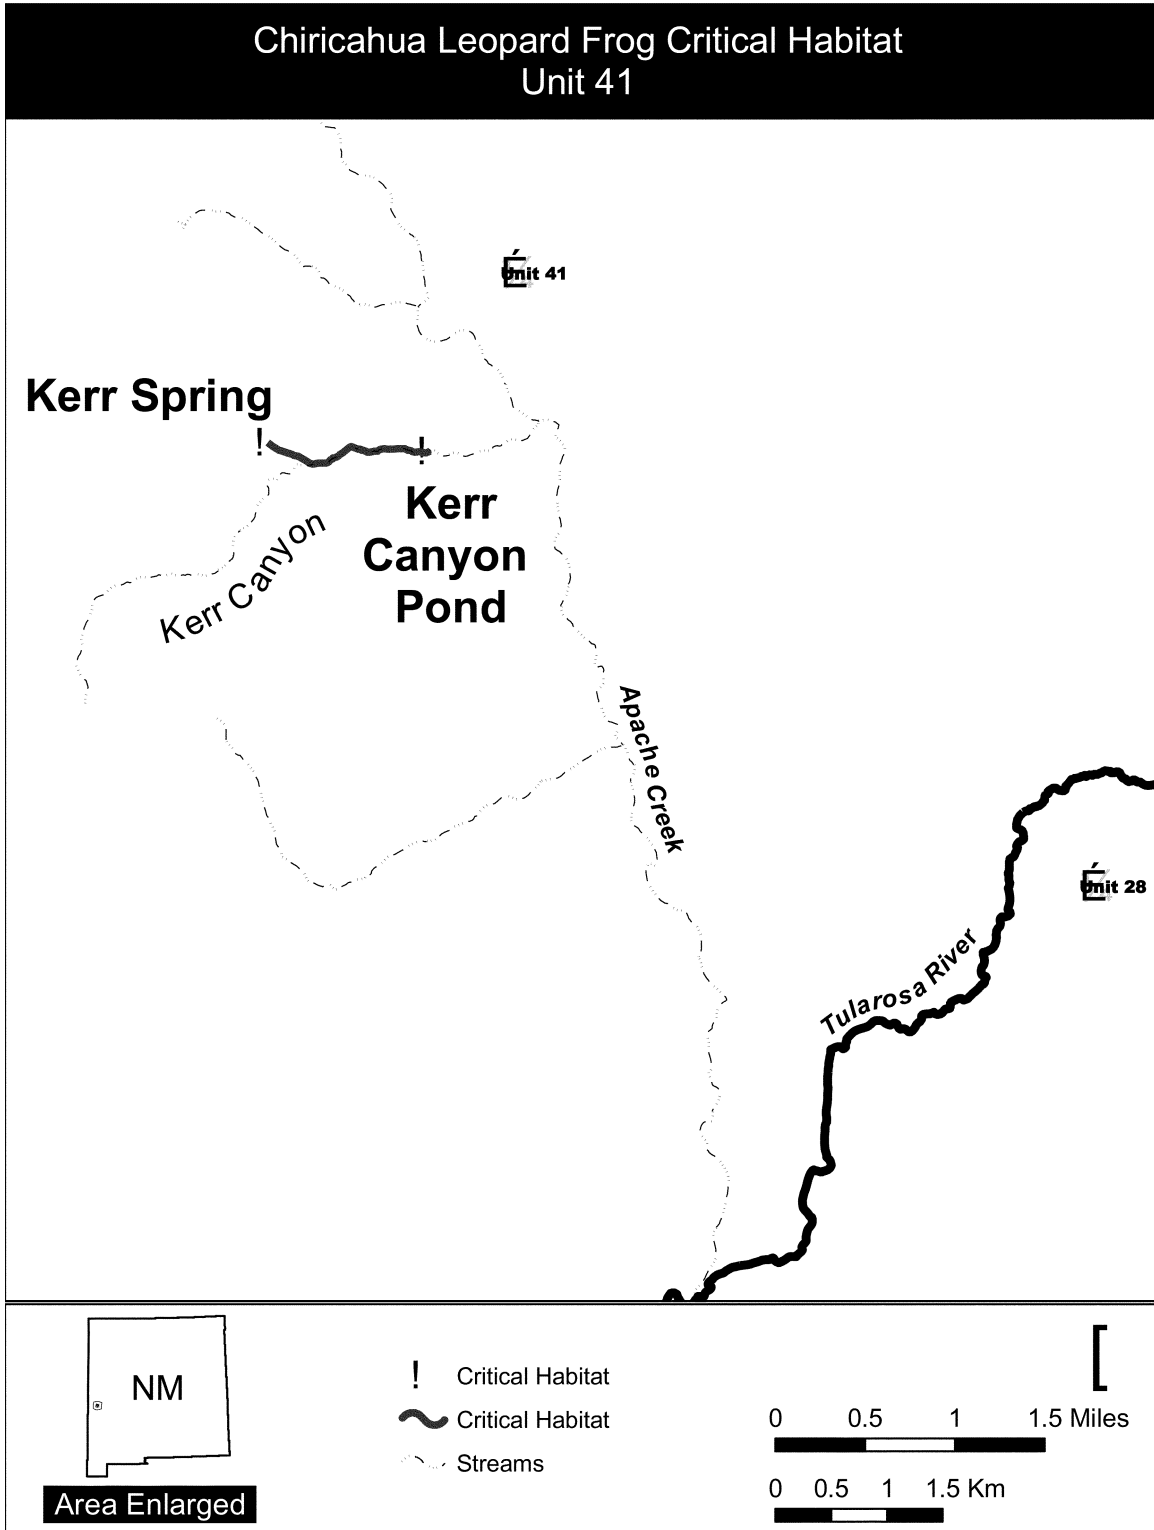 Chiricahua Leopard Frog Critical Habitat
Unit 41
Unit 41
Kerr Spring
!
!
Kerr
Canyon
Pond
Kerr Canyon
Apache Creek
Unit 28
Tularosa River
NM
Area Enlarged
! Critical Habitat
Critical Habitat
Streams
[
0 0.5 1 1.5 Miles
0 0.5 1 1.5 Km